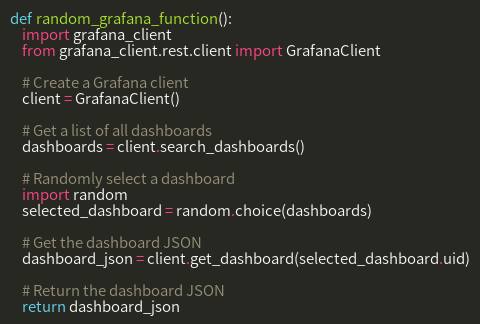 def random_grafana_function():
    import grafana_client
    from grafana_client.rest.client import GrafanaClient

    # Create a Grafana client
    client = GrafanaClient()

    # Get a list of all dashboards
    dashboards = client.search_dashboards()

    # Randomly select a dashboard
    import random
    selected_dashboard = random.choice(dashboards)

    # Get the dashboard JSON
    dashboard_json = client.get_dashboard(selected_dashboard.uid)

    # Return the dashboard JSON
    return dashboard_json